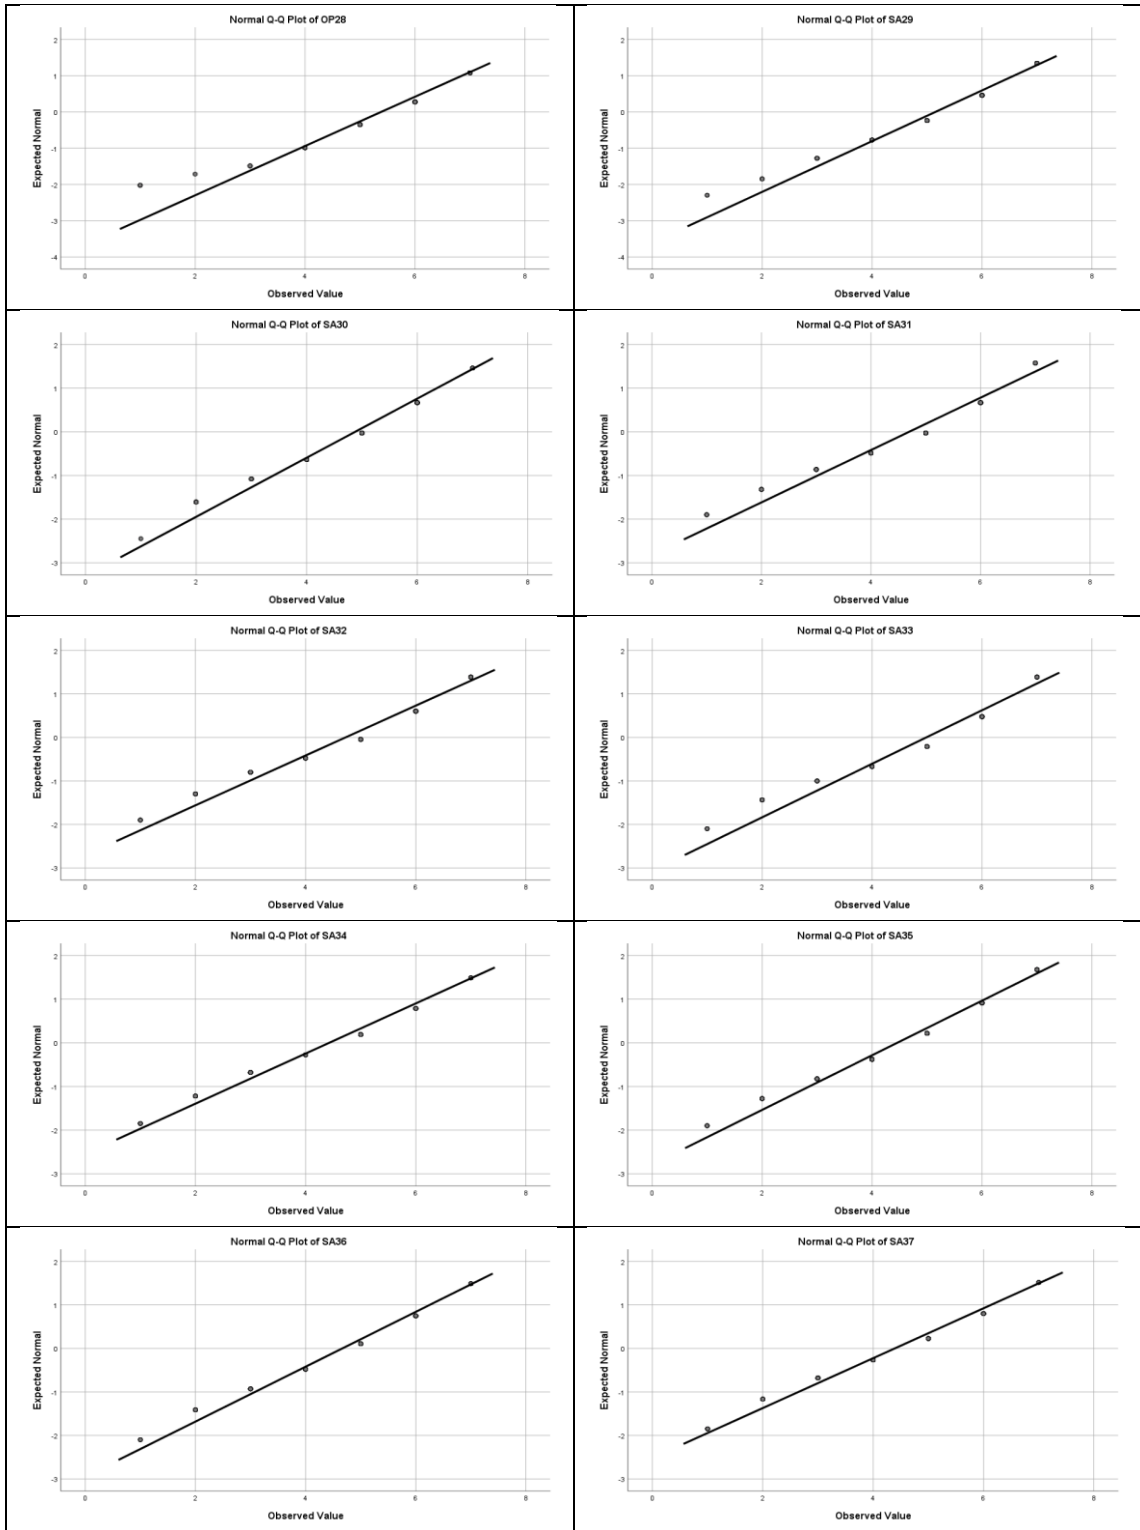 Normal Q-Q Plot of OP28
2
1
0
-1
-2
-3
-4
Expected Normal
0 2 4 6 8
Observed Value
Normal Q-Q Plot of SA29
2
1
0
-1
-2
-3
-4
Expected Normal
0 2 4 6 8
Observed Value
Normal Q-Q Plot of SA30
2
1
0
-1
-2
-3
Expected Normal
0 2 4 6 8
Observed Value
Normal Q-Q Plot of SA31
2
1
0
-1
-2
-3
Expected Normal
0 2 4 6 8
Observed Value
Normal Q-Q Plot of SA32
2
1
0
-1
-2
-3
Expected Normal
0 2 4 6 8
Observed Value
Normal Q-Q Plot of SA33
2
1
0
-1
-2
-3
Expected Normal
0 2 4 6 8
Observed Value
Normal Q-Q Plot of SA34
2
1
0
-1
-2
-3
Expected Normal
0 2 4 6 8
Observed Value
Normal Q-Q Plot of SA35
2
1
0
-1
-2
-3
Expected Normal
0 2 4 6 8
Observed Value
Normal Q-Q Plot of SA36
2
1
0
-1
-2
-3
Expected Normal
0 2 4 6 8
Observed Value
Normal Q-Q Plot of SA37
2
1
0
-1
-2
-3
Expected Normal
0 2 4 6 8
Observed Value